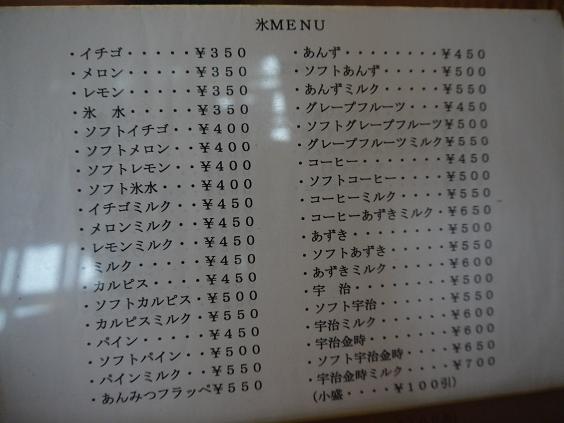 氷MENU
・イチゴ・・・・・¥350
・メロン・・・・・¥350
・レモン・・・・・¥350
・氷　水・・・・・¥350
・ソフトイチゴ・・¥400
・ソフトメロン・・¥400
・ソフトレモン・・¥400
・ソフト氷水・・・¥400
・イチゴミルク・・¥450
・メロンミルク・・¥450
・レモンミルク・・¥450
・ミルク・・・・・¥450
・カルピス・・・・¥450
・ソフトカルピス・¥500
・カルピスミルク・¥550
・パイン・・・・・¥450
・ソフトパイン・・¥500
・パインミルク・・¥550
・あんみつフラッペ¥550
・あんず・・・・・・・・¥450
・ソフトあんず・・・・・¥500
・あんずミルク・・・・・¥500
・グレープフルーツ・・・¥450
・ソフトグレープフルーツ¥500
・グレープフルーツミルク¥550
・コーヒー・・・・・・・¥450
・ソフトコーヒー・・・・¥500
・コーヒーミルク・・・・¥550
・コーヒーあずきミルク・¥650
・あずき・・・・・・・・¥500
・ソフトあずき・・・・・¥550
・あずきミルク・・・・・¥600
・宇　治・・・・・・・・¥500
・ソフト宇治・・・・・・¥550
・宇治ミルク・・・・・・¥600
・宇治金時・・・・・・・¥600
・ソフト宇治金時・・・・¥650
・宇治金時ミルク・・・・¥700
（小盛・・・・¥100引）